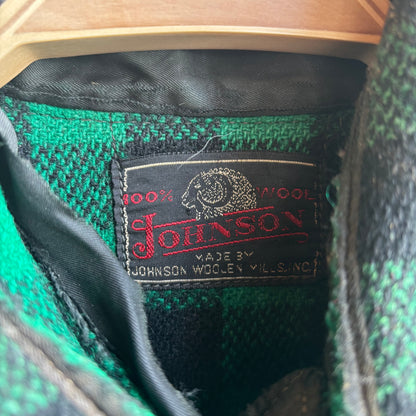 100% WOOL
JOHNSON
MADE BY
JOHNSON WOOLEN MILLS, INC.